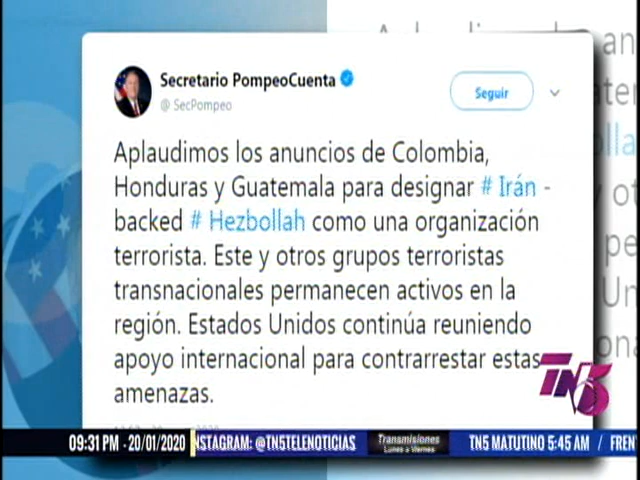 Secretario PompeoCuenta
@ SecPompeo
Seguir
Aplaudimos los anuncios de Colombia,
Honduras y Guatemala para designar # Irán -
backed # Hezbollah como una organización
terrorista. Este y otros grupos terroristas
transnacionales permanecen activos en la
región. Estados Unidos continúa reuniendo
apoyo internacional para contrarrestar estas
amenazas.
TN5
09:31 PM - 20/01/2020 NSTAGRAM: @TN5TELENOTICIAS Transmisiones TN5 MATUTINO 5:45 AM / FREN
Lunes a Viernes